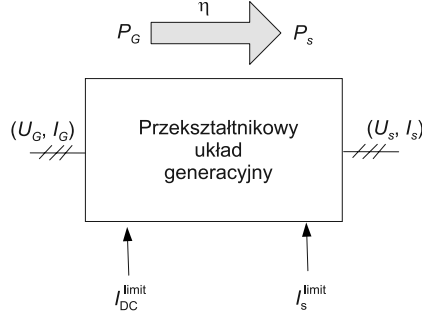 η
P_G P_s
(U_G, I_G) (U_s, I_s)
Przekształtnikowy
układ
generacyjny
I_DC^limit I_s^limit